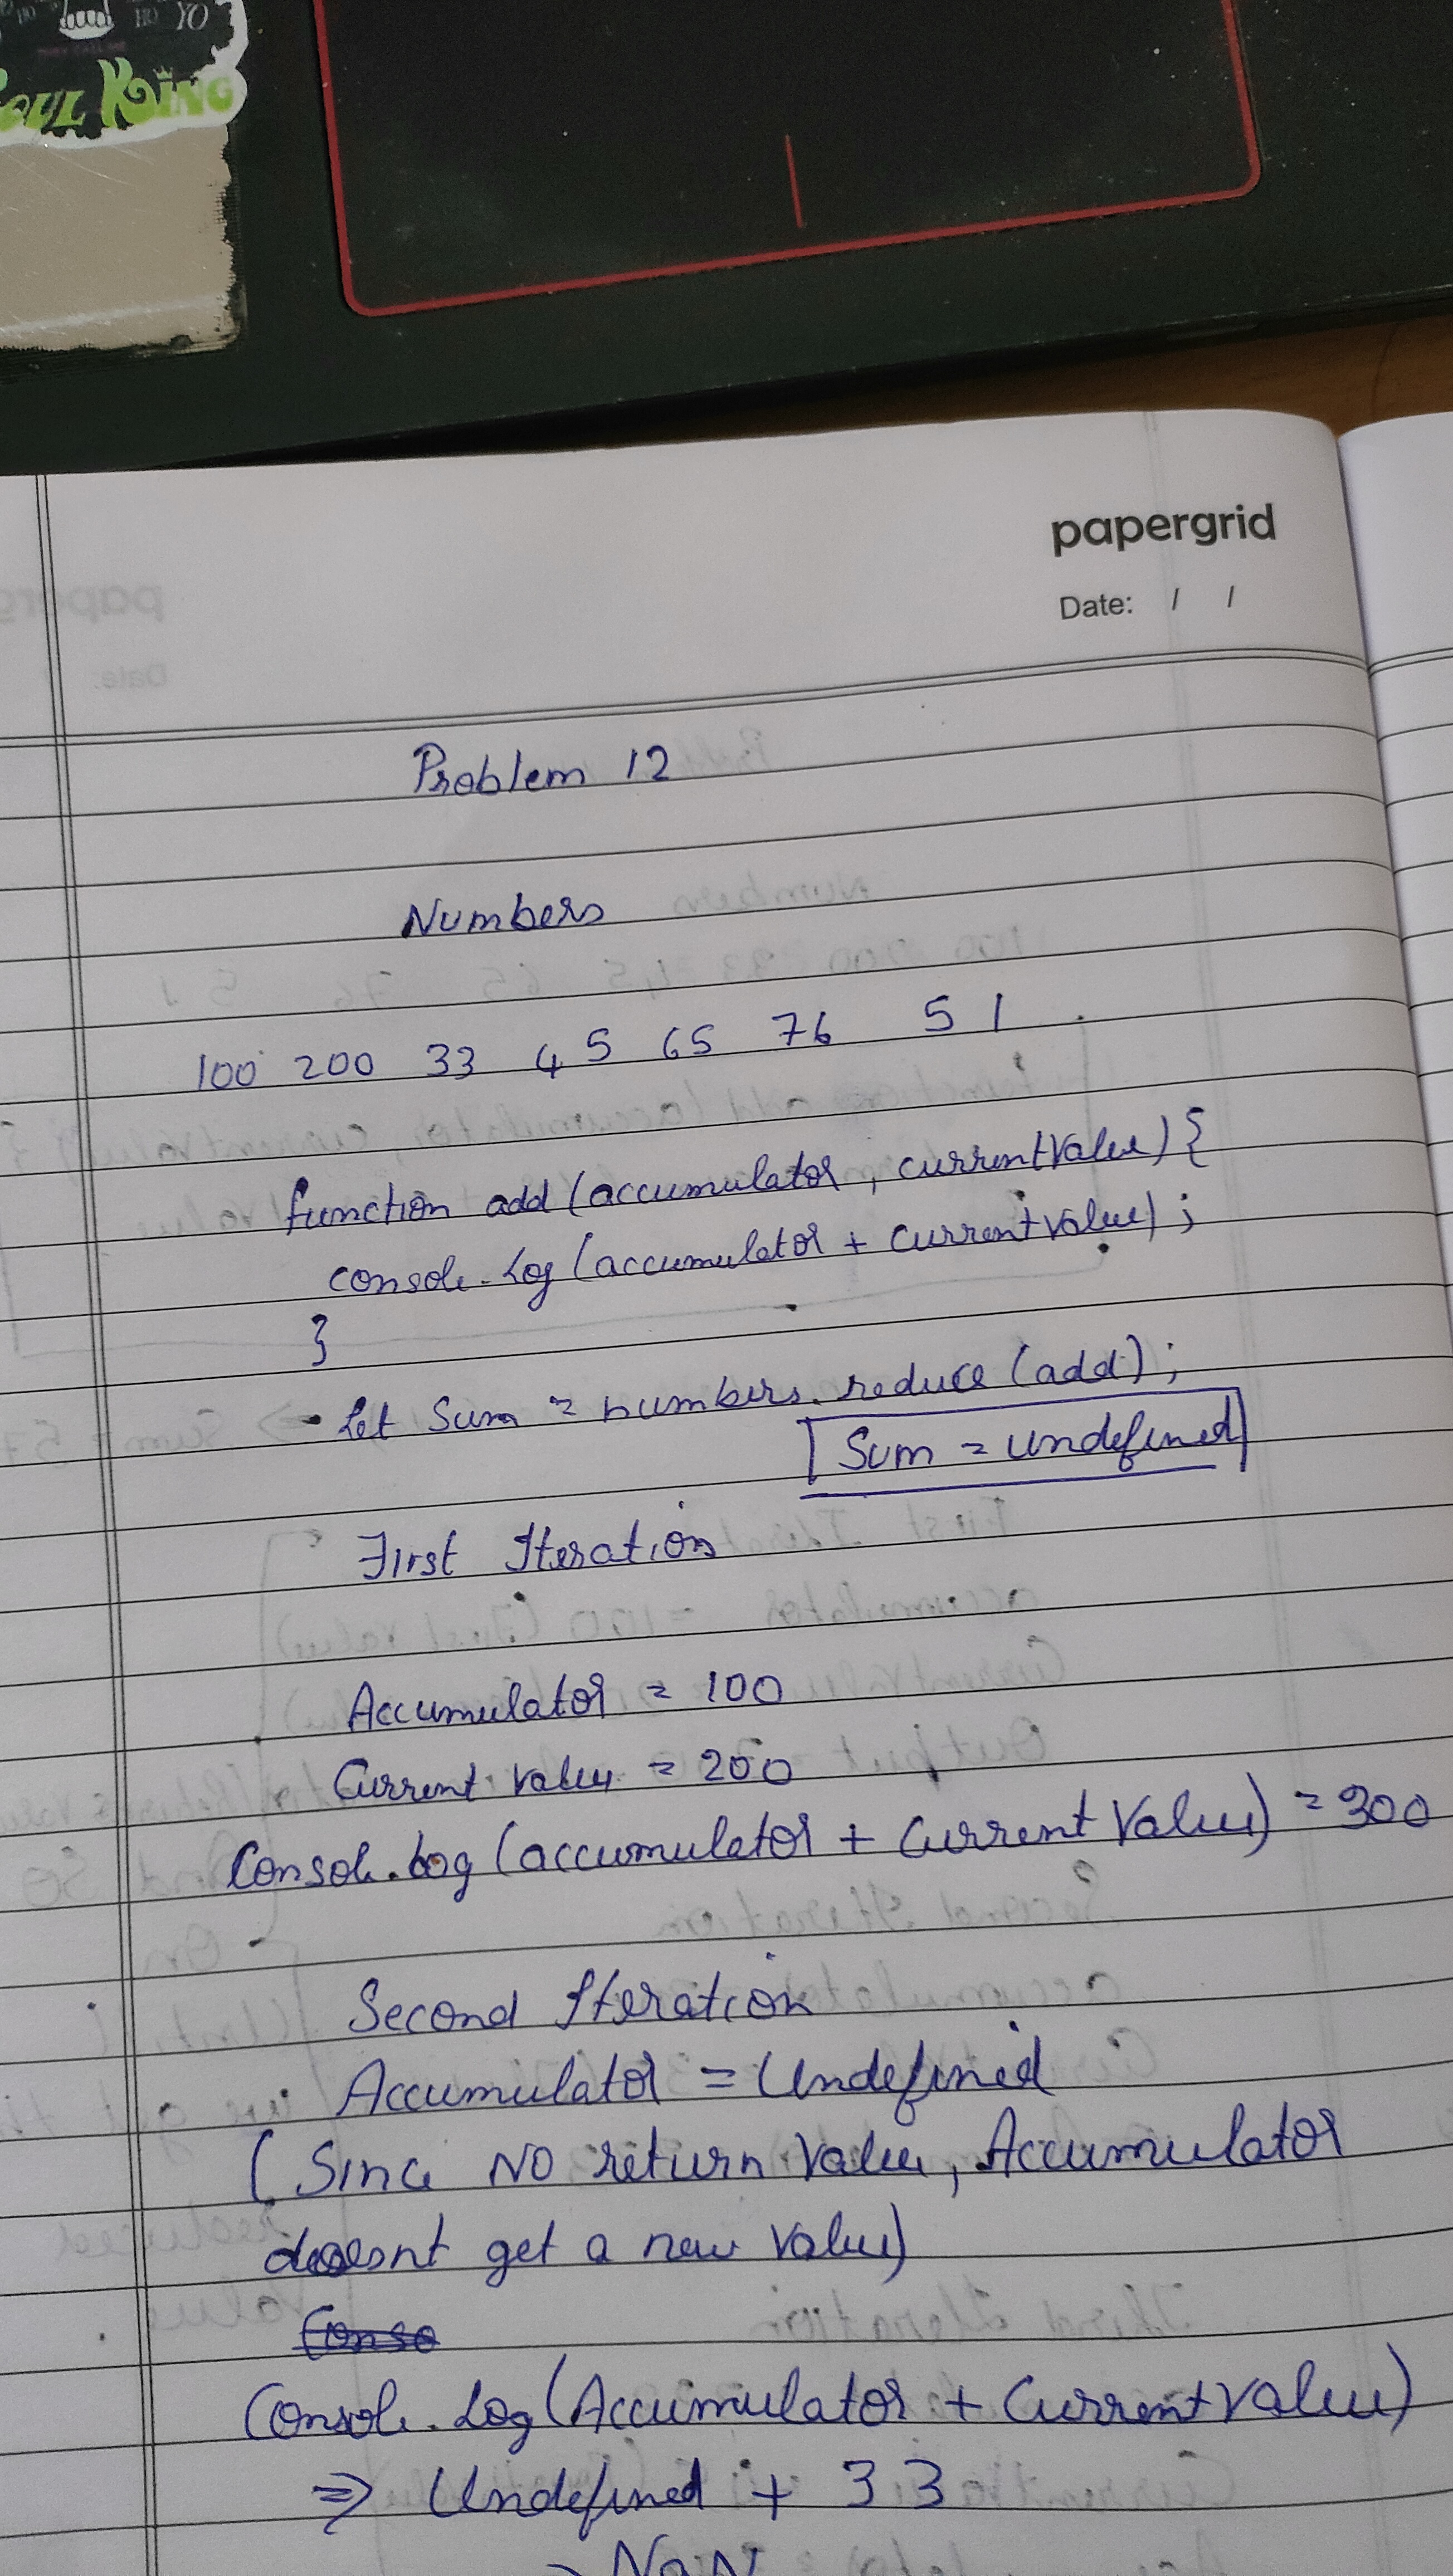 HO YO
SOUL KING
papergrid
Date: / /
Problem 12
Numbers
100 200 33 45 65 76 51
function add (accumulator, currentValue) {
console.log (accumulator + currentValue);
}
let sum = numbers.reduce (add);
Sum = undefined
First Iteration
Accumulator = 100
Current value = 200
Console.log (accumulator + Current Value) = 300
Second Iteration
Accumulator = Undefined
(Since NO return Value, Accumulator
doesnt get a new Value)
Conso
Console.Log (Accumulator + CurrentValue)
⇒ Undefined + 33
⇒ NaN